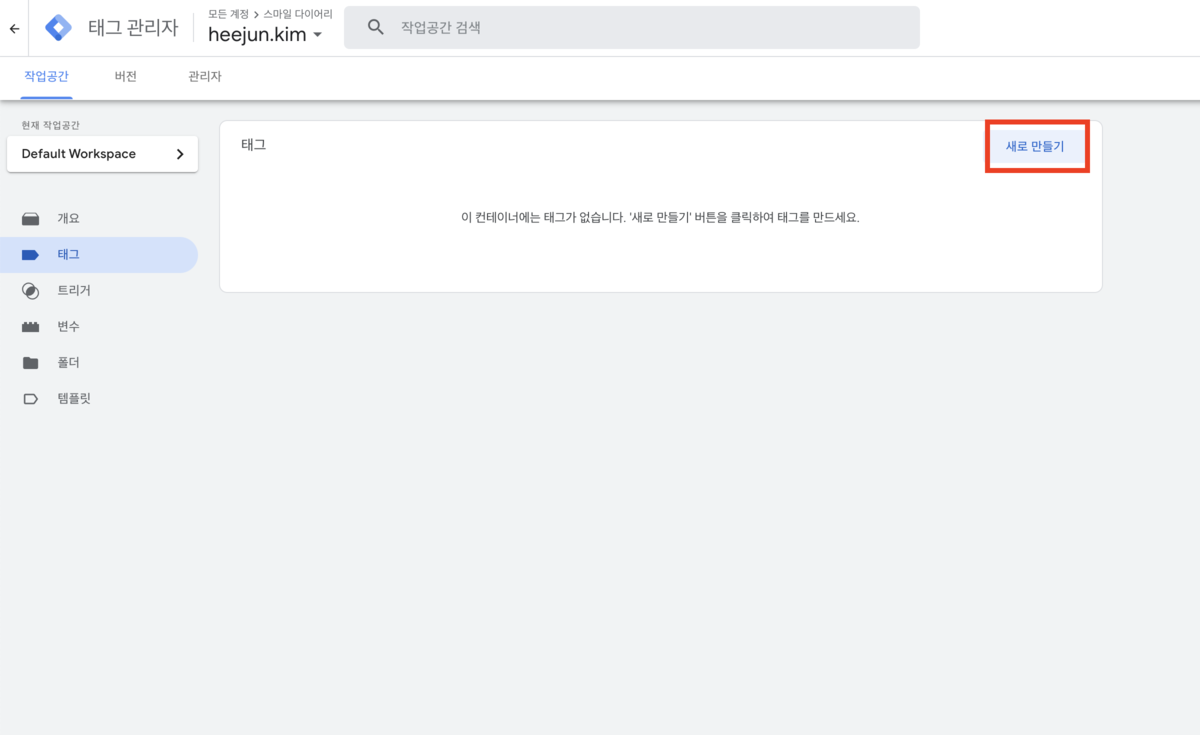 태그 관리자
모든 계정 > 스마일 다이어리
heejun.kim
작업공간 검색
작업공간 버전 관리자
현재 작업공간
Default Workspace
태그
새로 만들기
이 컨테이너에는 태그가 없습니다. '새로 만들기' 버튼을 클릭하여 태그를 만드세요.
개요
태그
트리거
변수
폴더
템플릿